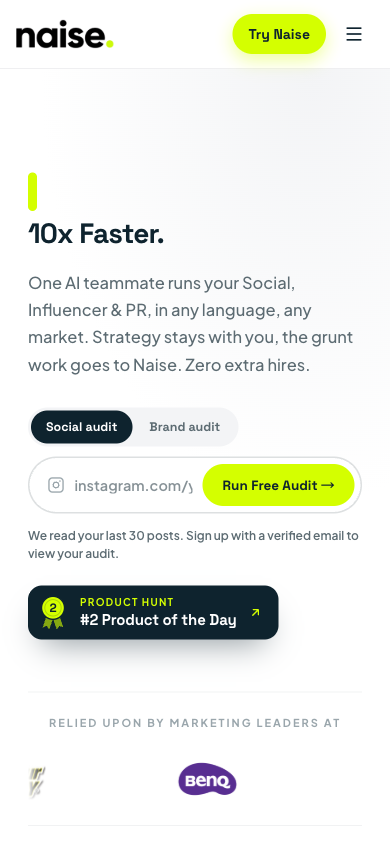 naise.
Try Naise
10x Faster.
One AI teammate runs your Social,
Influencer & PR, in any language, any
market. Strategy stays with you, the grunt
work goes to Naise. Zero extra hires.
Social audit
Brand audit
instagram.com/y
Run Free Audit →
We read your last 30 posts. Sign up with a verified email to
view your audit.
2
PRODUCT HUNT
#2 Product of the Day
RELIED UPON BY MARKETING LEADERS AT
BenQ